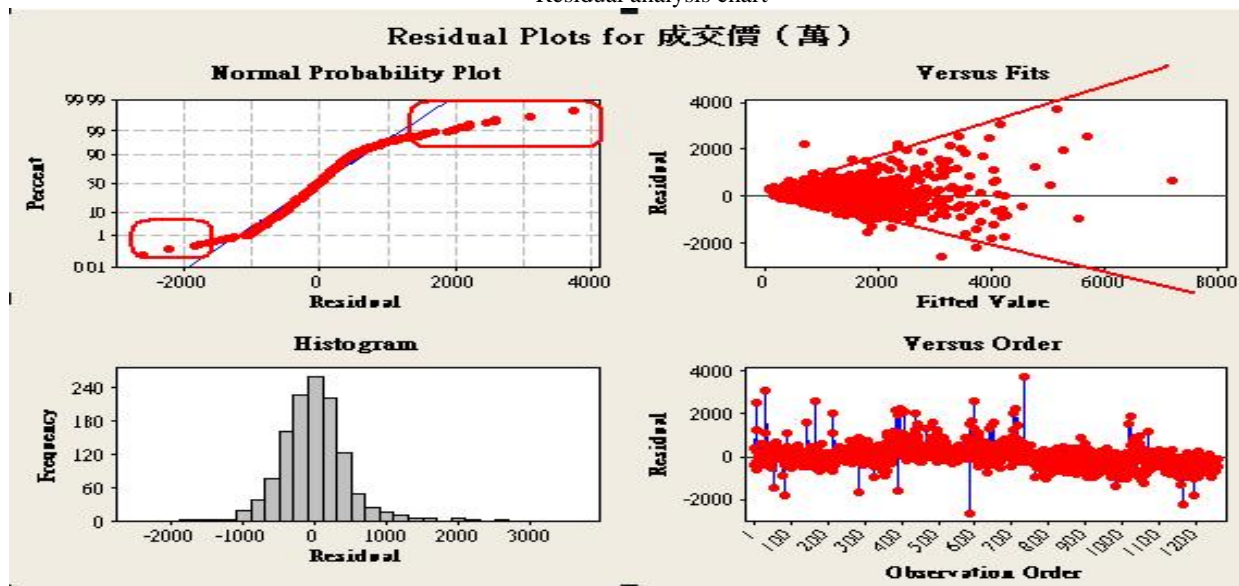 Residual analysis chart
Residual Plots for 成交價（萬）
Normal Probability Plot
99 99
99
90
50
10
1
0 01
Percent
-2000 0 2000 4000
Residual
Versus Fits
4000
2000
0
-2000
Residual
0 2000 4000 6000 8000
Fitted Value
Histogram
240
180
120
60
0
Frequency
-2000 -1000 0 1000 2000 3000
Residual
Versus Order
4000
2000
0
-2000
Residual
1 100 200 300 400 500 600 700 800 900 1000 1100 1200
Observation Order